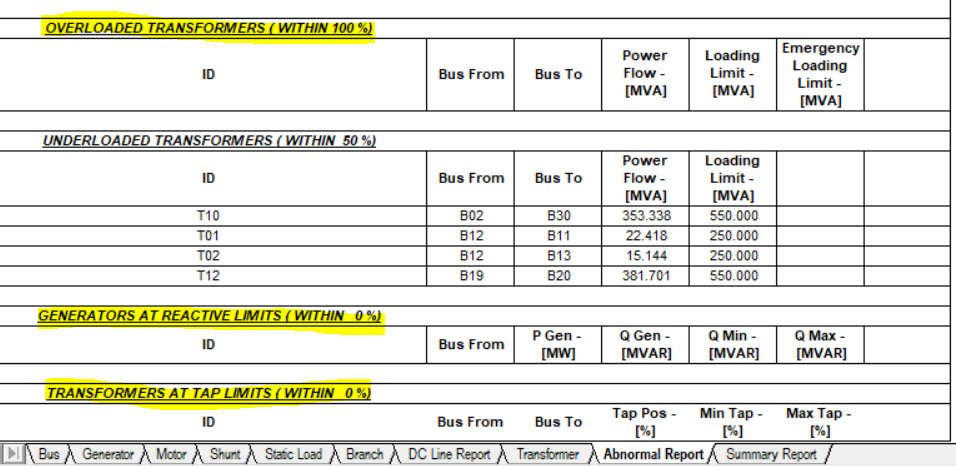 OVERLOADED TRANSFORMERS ( WITHIN 100 %)
ID Bus From Bus To Power Flow - [MVA] Loading Limit - [MVA] Emergency Loading Limit - [MVA]
UNDERLOADED TRANSFORMERS ( WITHIN 50 %)
ID Bus From Bus To Power Flow - [MVA] Loading Limit - [MVA]
T10 B02 B30 353.338 550.000
T01 B12 B11 22.418 250.000
T02 B12 B13 15.144 250.000
T12 B19 B20 381.701 550.000
GENERATORS AT REACTIVE LIMITS ( WITHIN 0 %)
ID Bus From P Gen - [MW] Q Gen - [MVAR] Q Min - [MVAR] Q Max - [MVAR]
TRANSFORMERS AT TAP LIMITS ( WITHIN 0 %)
ID Bus From Bus To Tap Pos - [%] Min Tap - [%] Max Tap - [%]
Bus Generator Motor Shunt Static Load Branch DC Line Report Transformer Abnormal Report Summary Report